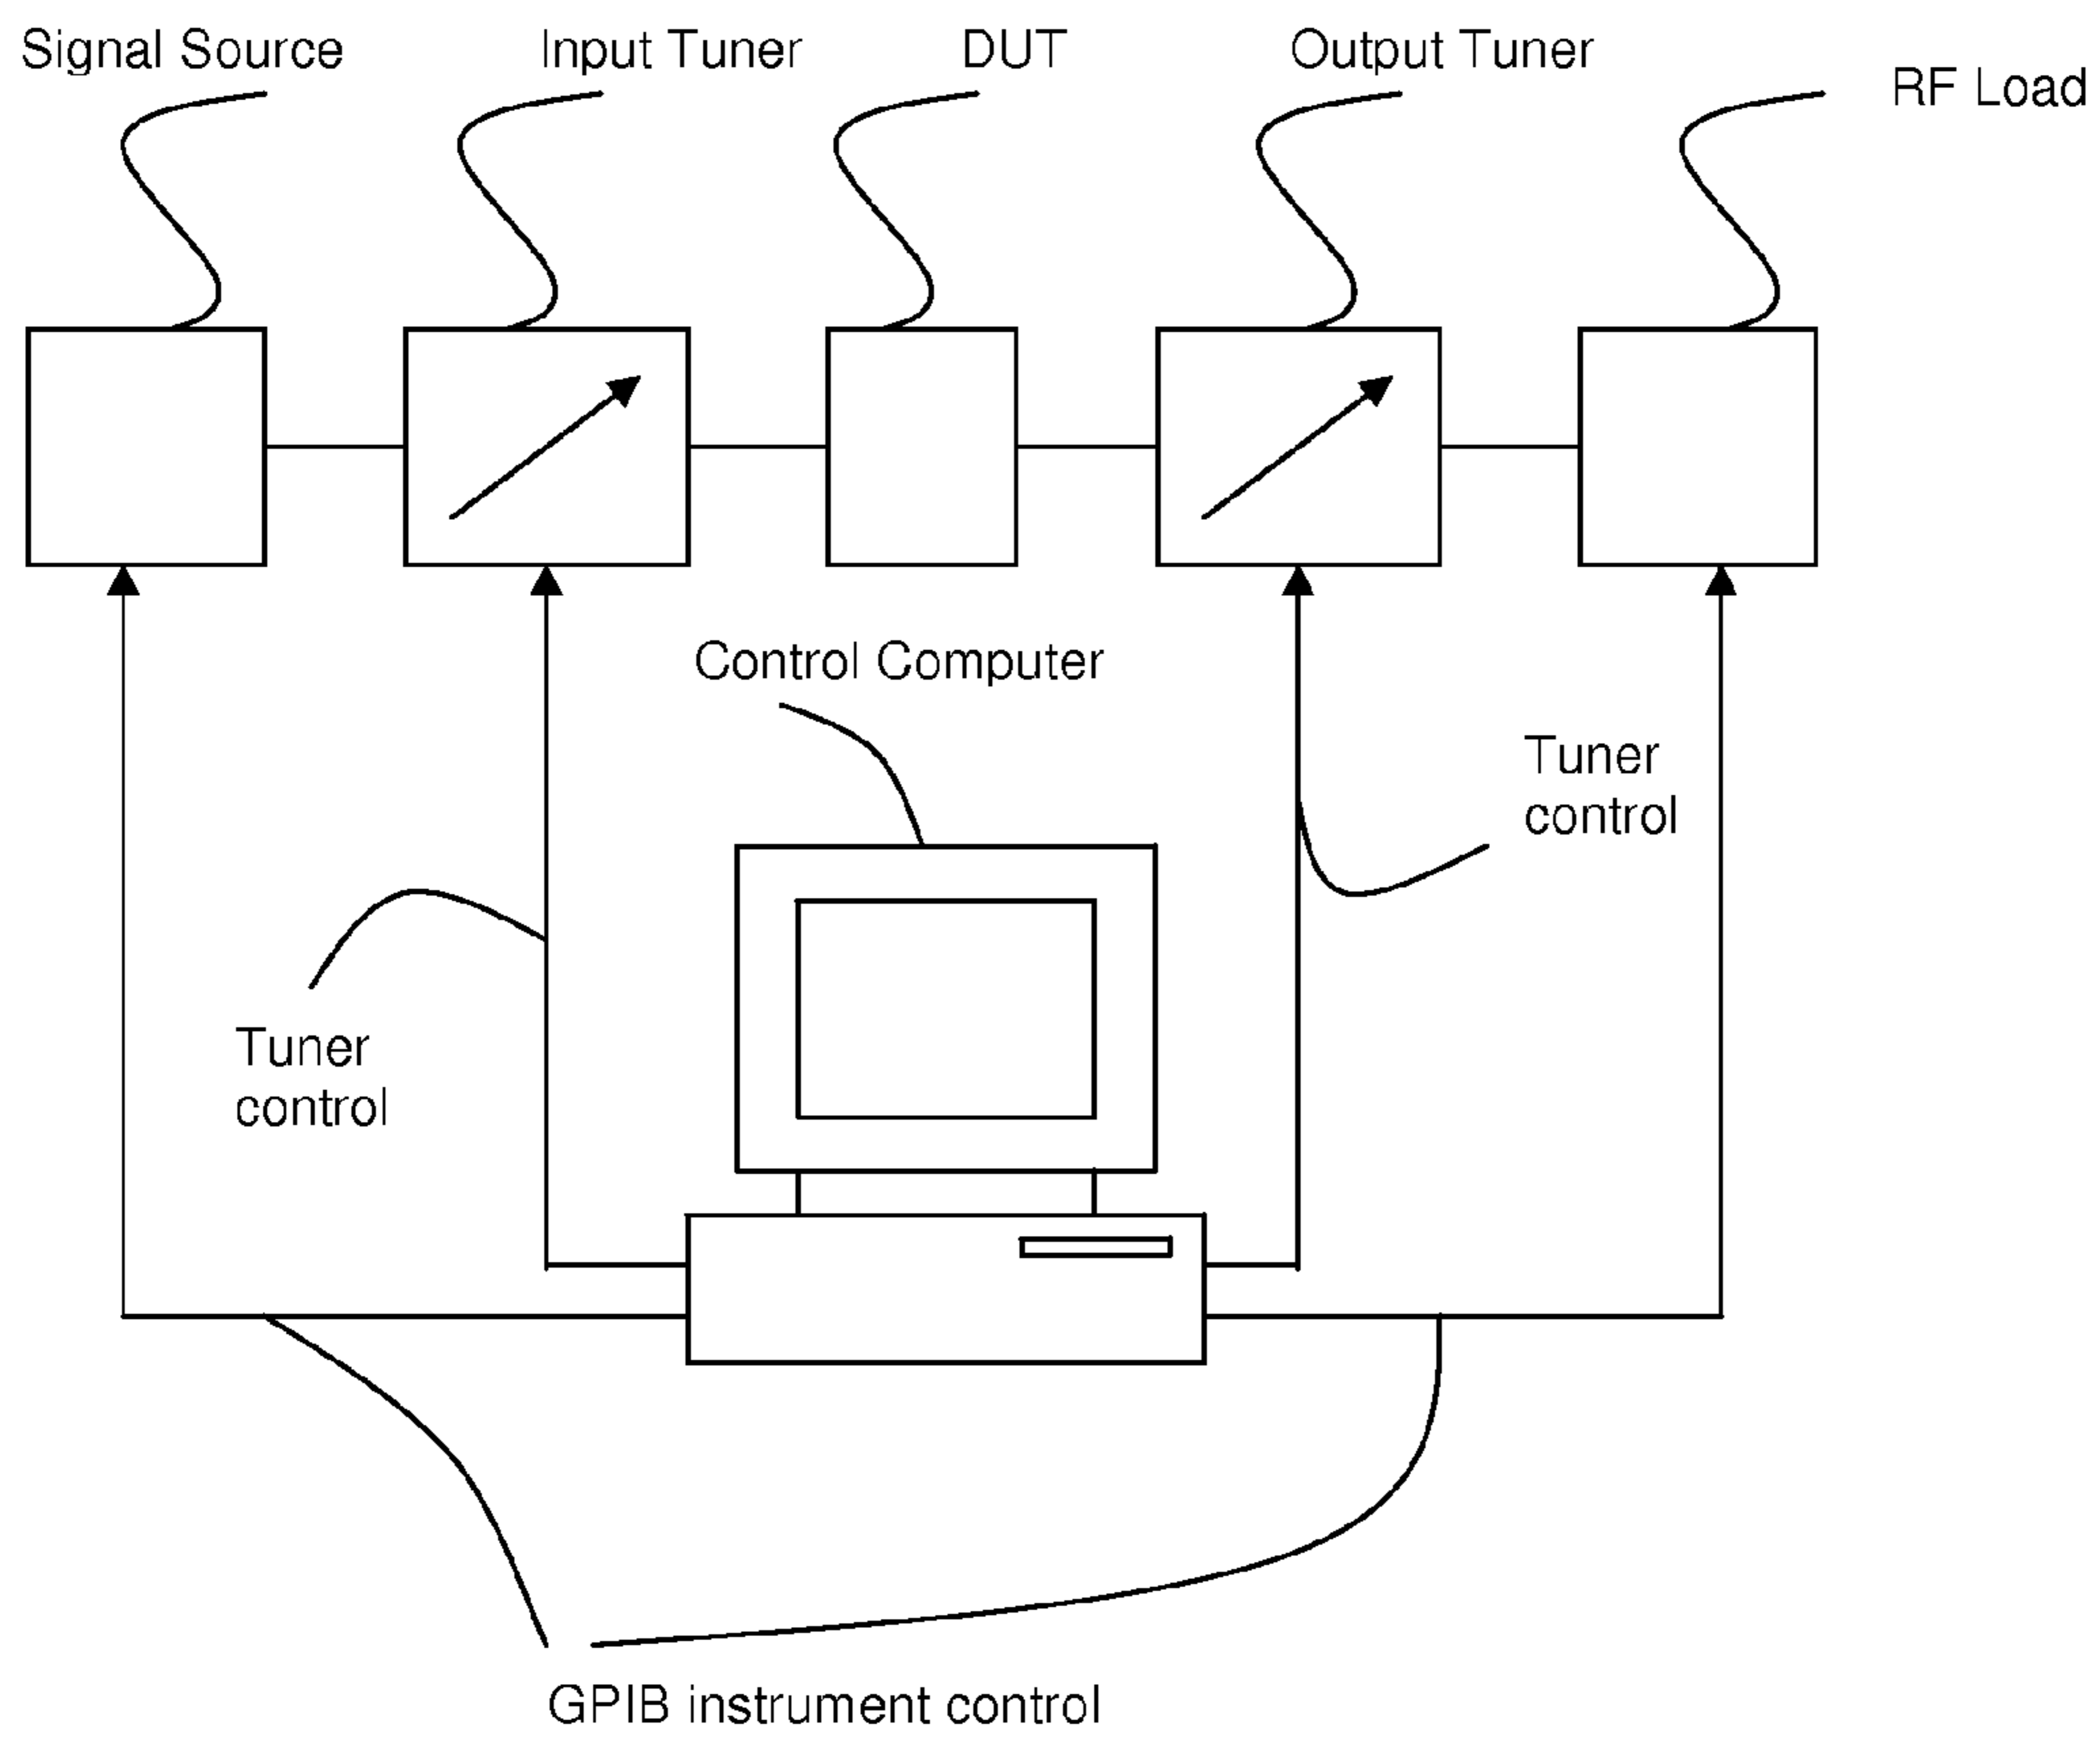 Signal Source
Input Tuner
DUT
Output Tuner
RF Load
Control Computer
Tuner
control
Tuner
control
GPIB instrument control